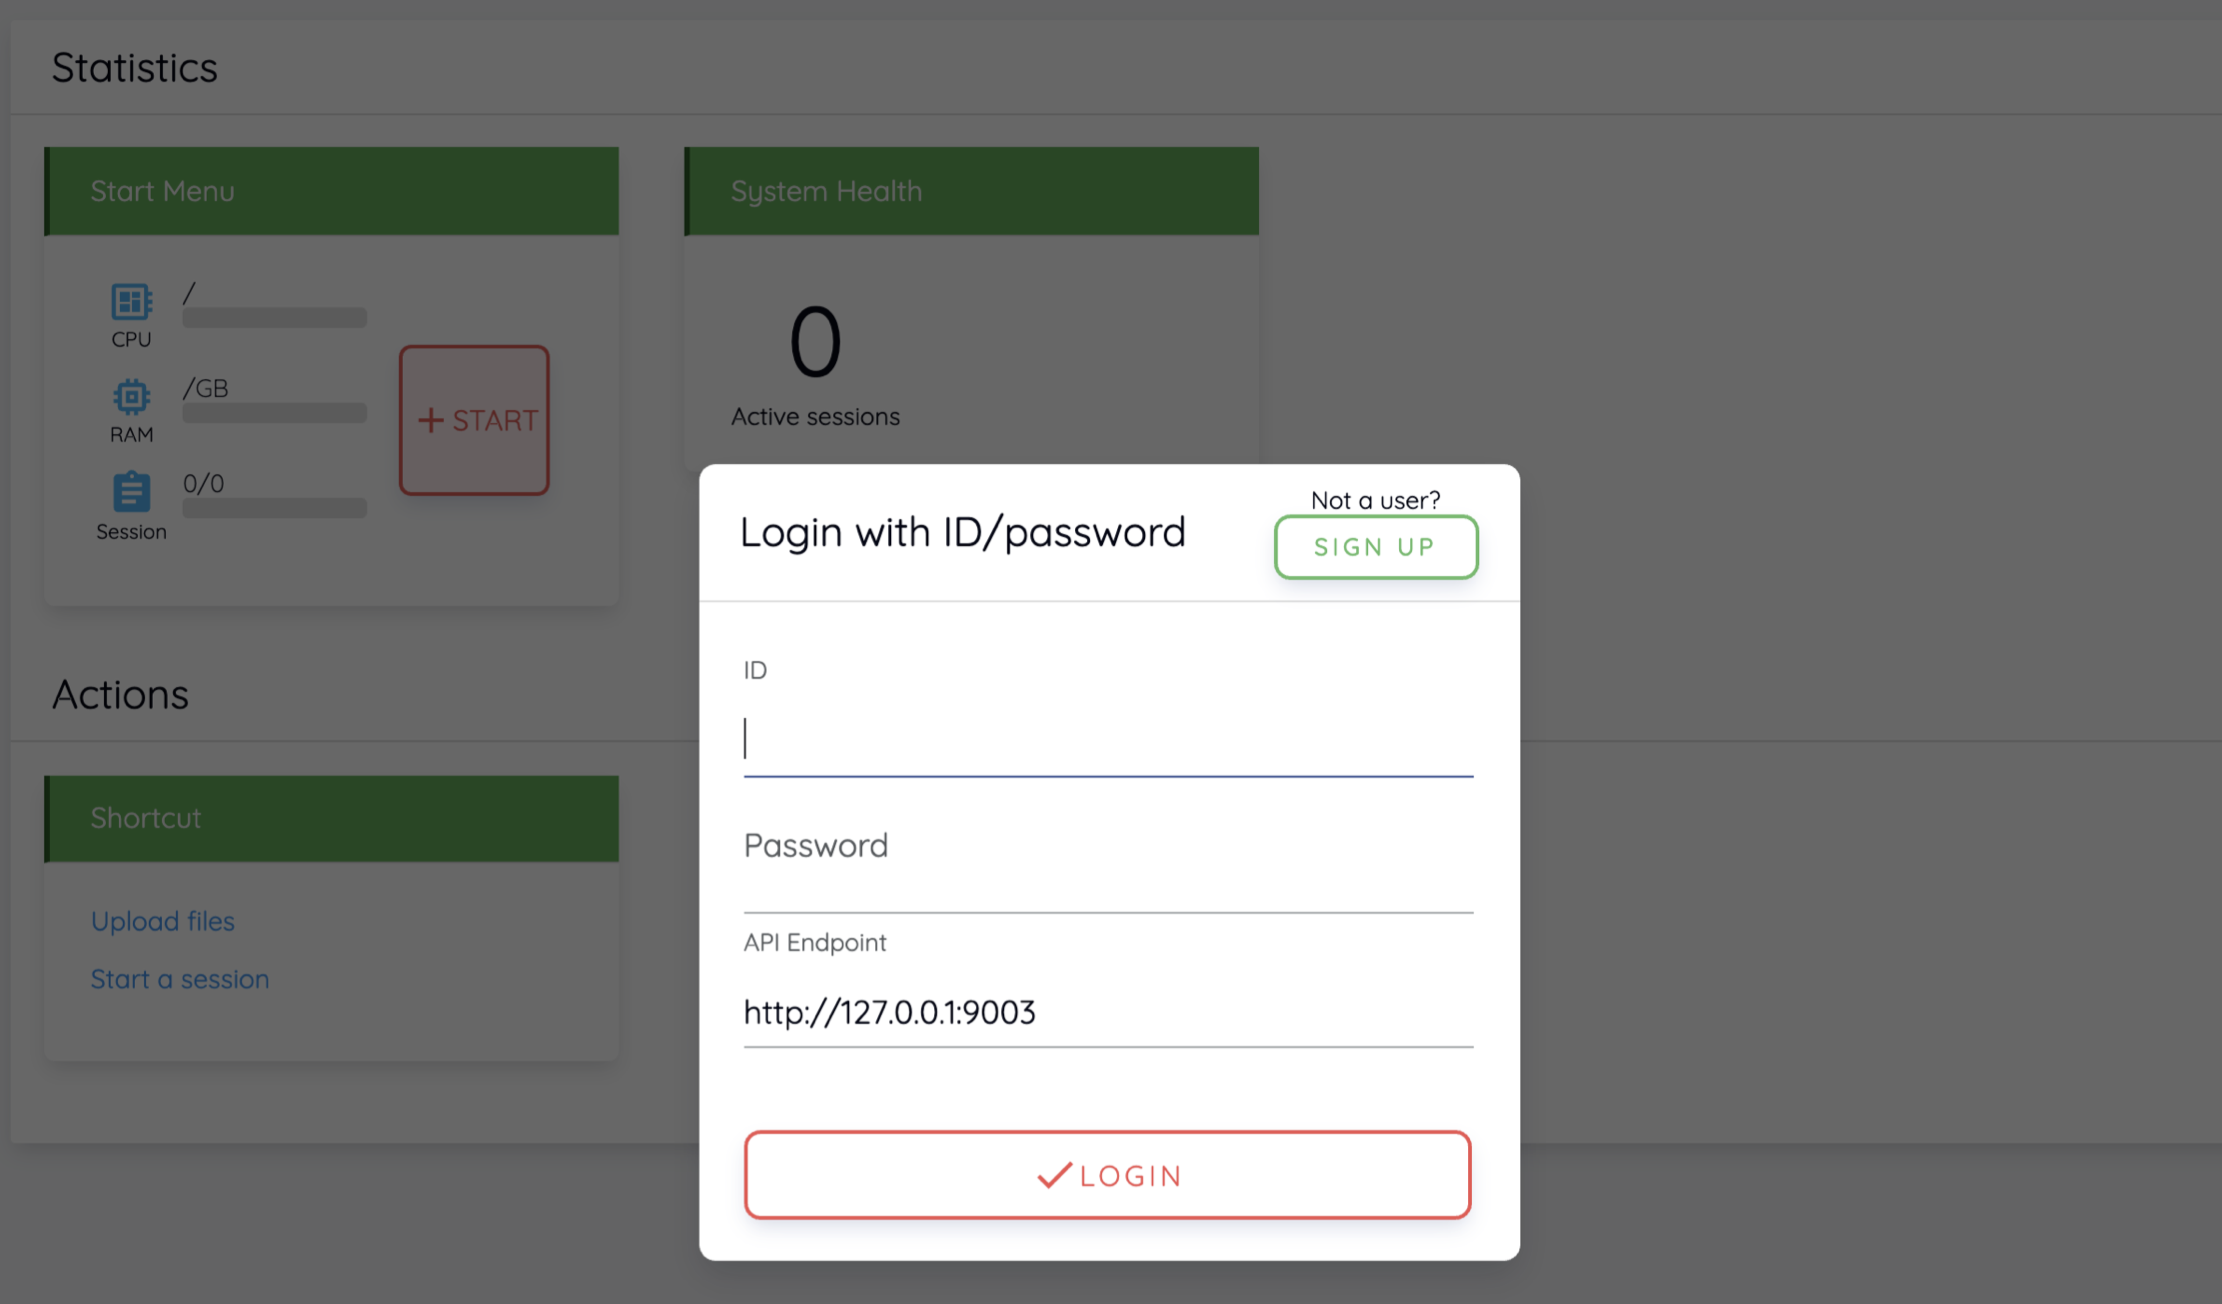 Statistics
Start Menu
System Health
/
CPU
/GB
RAM
0/0
Session
+ START
0
Active sessions
Actions
Shortcut
Upload files
Start a session
Login with ID/password
Not a user?
SIGN UP
ID
Password
API Endpoint
http://127.0.0.1:9003
LOGIN